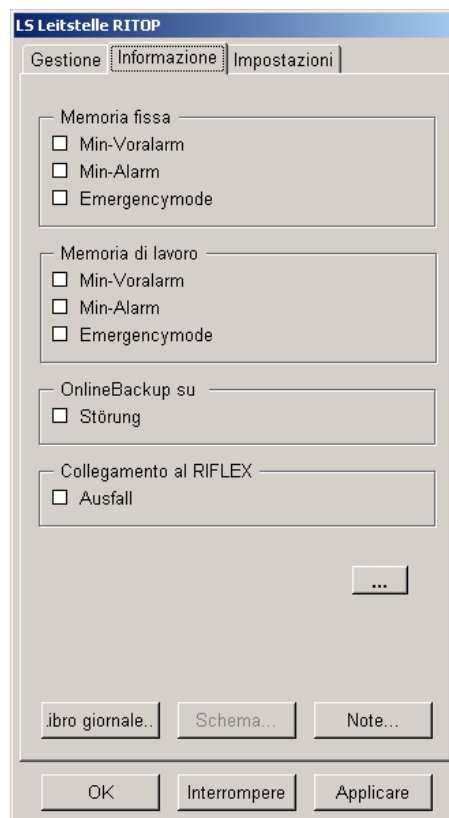 LS Leitstelle RITOP
Gestione Informazione Impostazioni
Memoria fissa
Min-Voralarm
Min-Alarm
Emergencymode
Memoria di lavoro
Min-Voralarm
Min-Alarm
Emergencymode
OnlineBackup su
Störung
Collegamento al RIFLEX
Ausfall
...
.ibro giornale..
Schema...
Note...
OK
Interrompere
Applicare